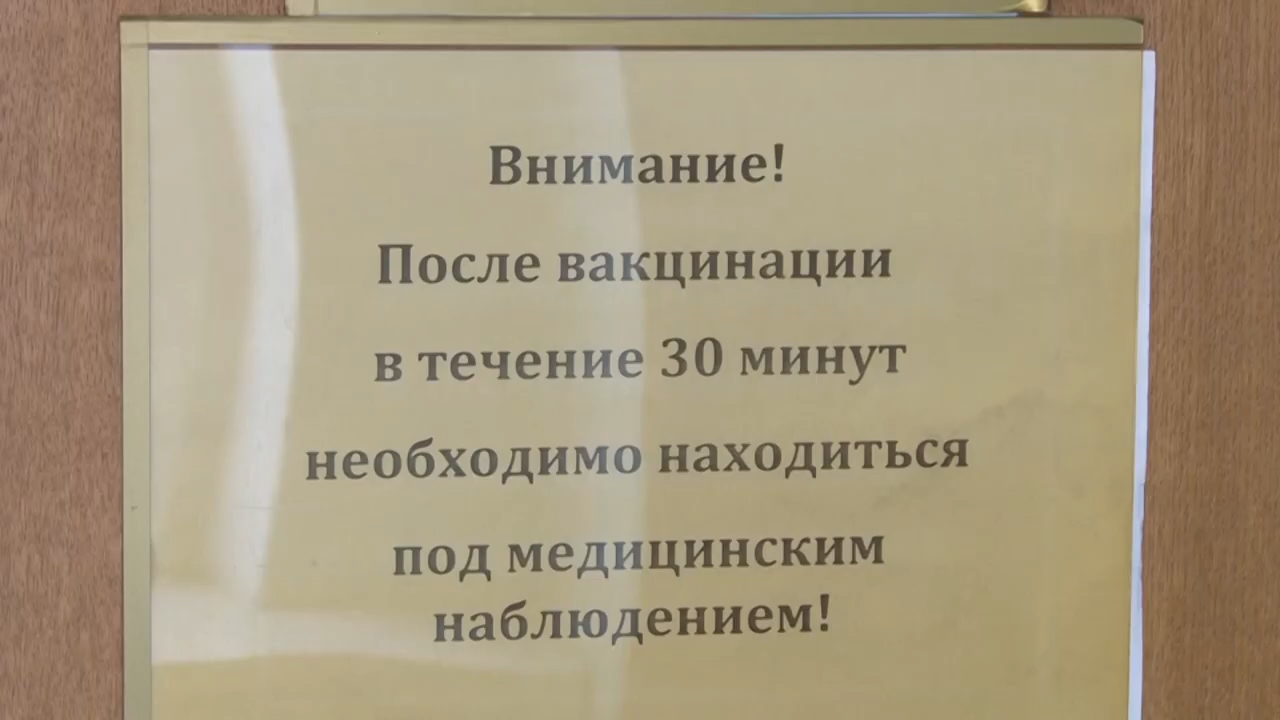 Внимание!
После вакцинации
в течение 30 минут
необходимо находиться
под медицинским
наблюдением!